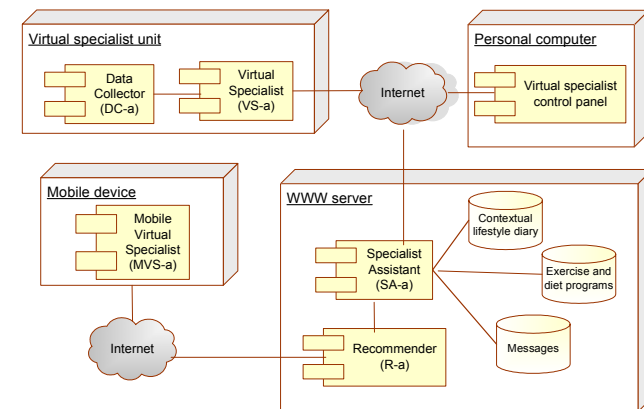 Virtual specialist unit
Data
Collector
(DC-a)
Virtual
Specialist
(VS-a)
Internet
Personal computer
Virtual specialist
control panel
Mobile device
Mobile
Virtual
Specialist
(MVS-a)
Internet
WWW server
Specialist
Assistant
(SA-a)
Recommender
(R-a)
Contextual
lifestyle diary
Exercise and
diet programs
Messages